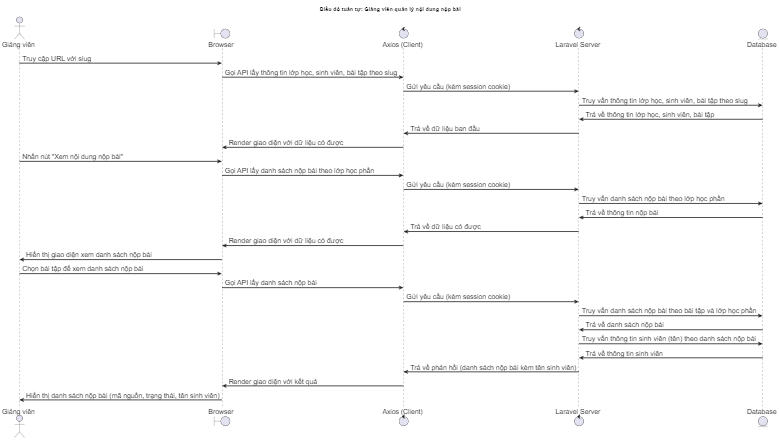 Biểu đồ tuần tự: Giảng viên quản lý nội dung nộp bài
Giảng viên Browser Axios (Client) Laravel Server Database
Truy cập URL với slug
Gọi API lấy thông tin lớp học, sinh viên, bài tập theo slug
Gửi yêu cầu (kèm session cookie)
Truy vấn thông tin lớp học, sinh viên, bài tập theo slug
Trả về thông tin lớp học, sinh viên, bài tập
Trả về dữ liệu ban đầu
Render giao diện với dữ liệu có được
Nhấn nút "Xem nội dung nộp bài"
Gọi API lấy danh sách nộp bài theo lớp học phần
Gửi yêu cầu (kèm session cookie)
Truy vấn danh sách nộp bài theo lớp học phần
Trả về thông tin nộp bài
Trả về dữ liệu có được
Render giao diện với dữ liệu có được
Hiển thị giao diện xem danh sách nộp bài
Chọn bài tập để xem danh sách nộp bài
Gọi API lấy danh sách nộp bài
Gửi yêu cầu (kèm session cookie)
Truy vấn danh sách nộp bài theo bài tập và lớp học phần
Trả về danh sách nộp bài
Truy vấn thông tin sinh viên (tên) theo danh sách nộp bài
Trả về thông tin sinh viên
Trả về phản hồi (danh sách nộp bài kèm tên sinh viên)
Render giao diện với kết quả
Hiển thị danh sách nộp bài (mã nguồn, trạng thái, tên sinh viên)
Giảng viên Browser Axios (Client) Laravel Server Database